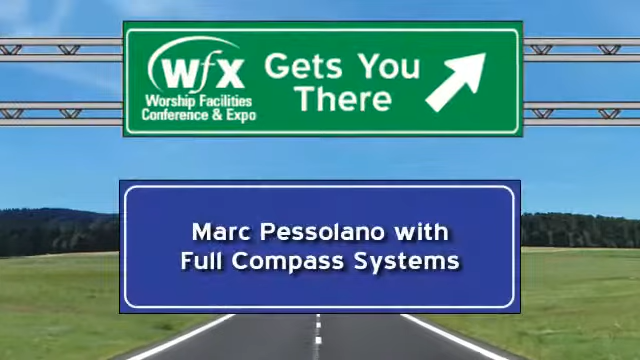 WfX
Worship Facilities
Conference & Expo
Gets You
There
Marc Pessolano with
Full Compass Systems